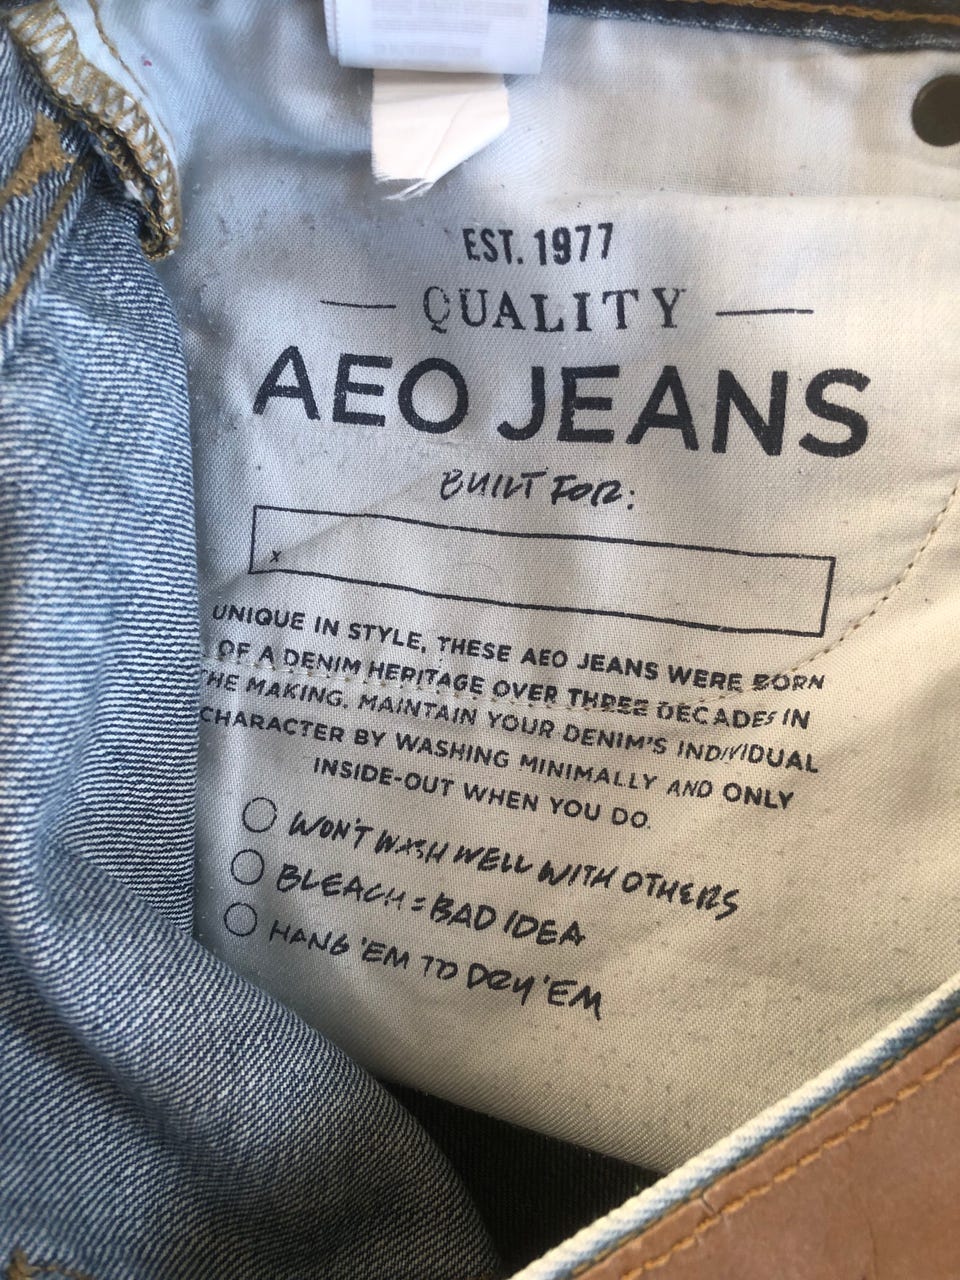 EST. 1977
QUALITY
AEO JEANS
BUILT FOR:
x
UNIQUE IN STYLE, THESE AEO JEANS WERE BORN
OF A DENIM HERITAGE OVER THREE DECADES IN
THE MAKING. MAINTAIN YOUR DENIM'S INDIVIDUAL
CHARACTER BY WASHING MINIMALLY AND ONLY
INSIDE-OUT WHEN YOU DO.
WON'T WASH WELL WITH OTHERS
BLEACH = BAD IDEA
HANG 'EM TO DRY 'EM